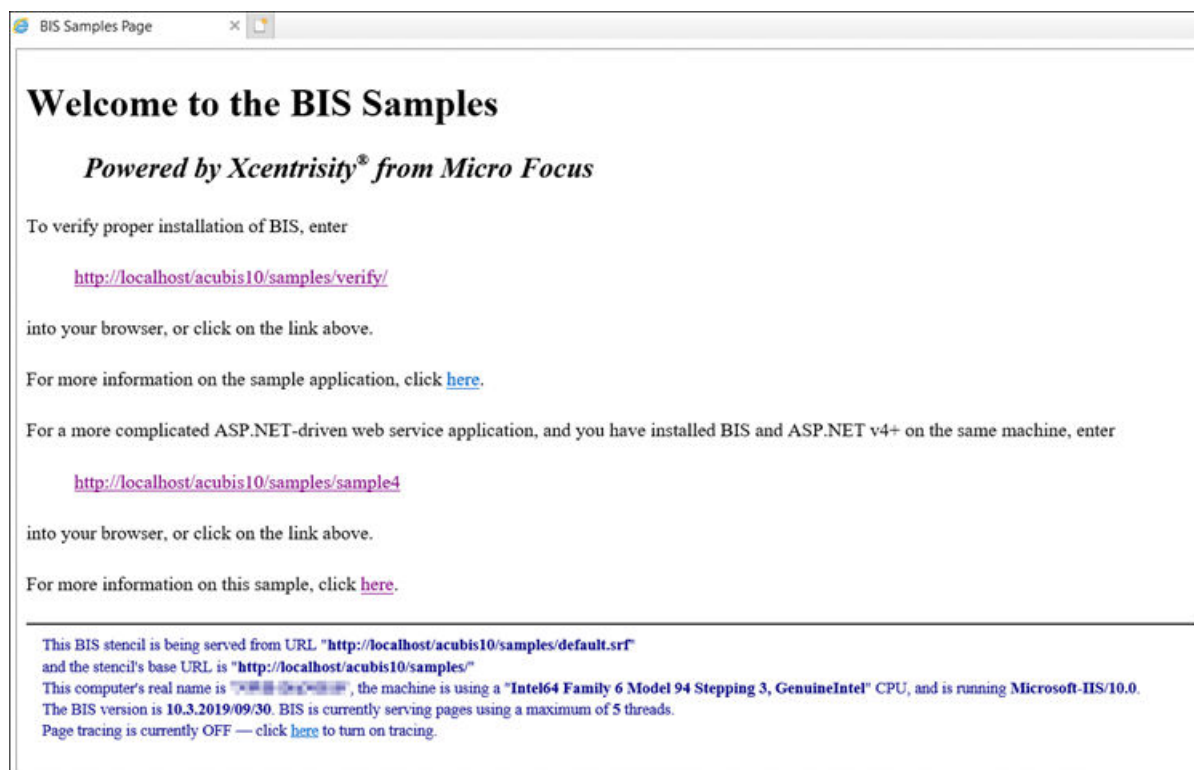 BIS Samples Page
Welcome to the BIS Samples
Powered by Xcentrisity® from Micro Focus
To verify proper installation of BIS, enter
http://localhost/acubis10/samples/verify/
into your browser, or click on the link above.
For more information on the sample application, click here.
For a more complicated ASP.NET-driven web service application, and you have installed BIS and ASP.NET v4+ on the same machine, enter
http://localhost/acubis10/samples/sample4
into your browser, or click on the link above.
For more information on this sample, click here.
This BIS stencil is being served from URL "http://localhost/acubis10/samples/default.srf"
and the stencil's base URL is "http://localhost/acubis10/samples/"
This computer's real name is " ", the machine is using a "Intel64 Family 6 Model 94 Stepping 3, GenuineIntel" CPU, and is running Microsoft-IIS/10.0.
The BIS version is 10.3.2019/09/30. BIS is currently serving pages using a maximum of 5 threads.
Page tracing is currently OFF — click here to turn on tracing.